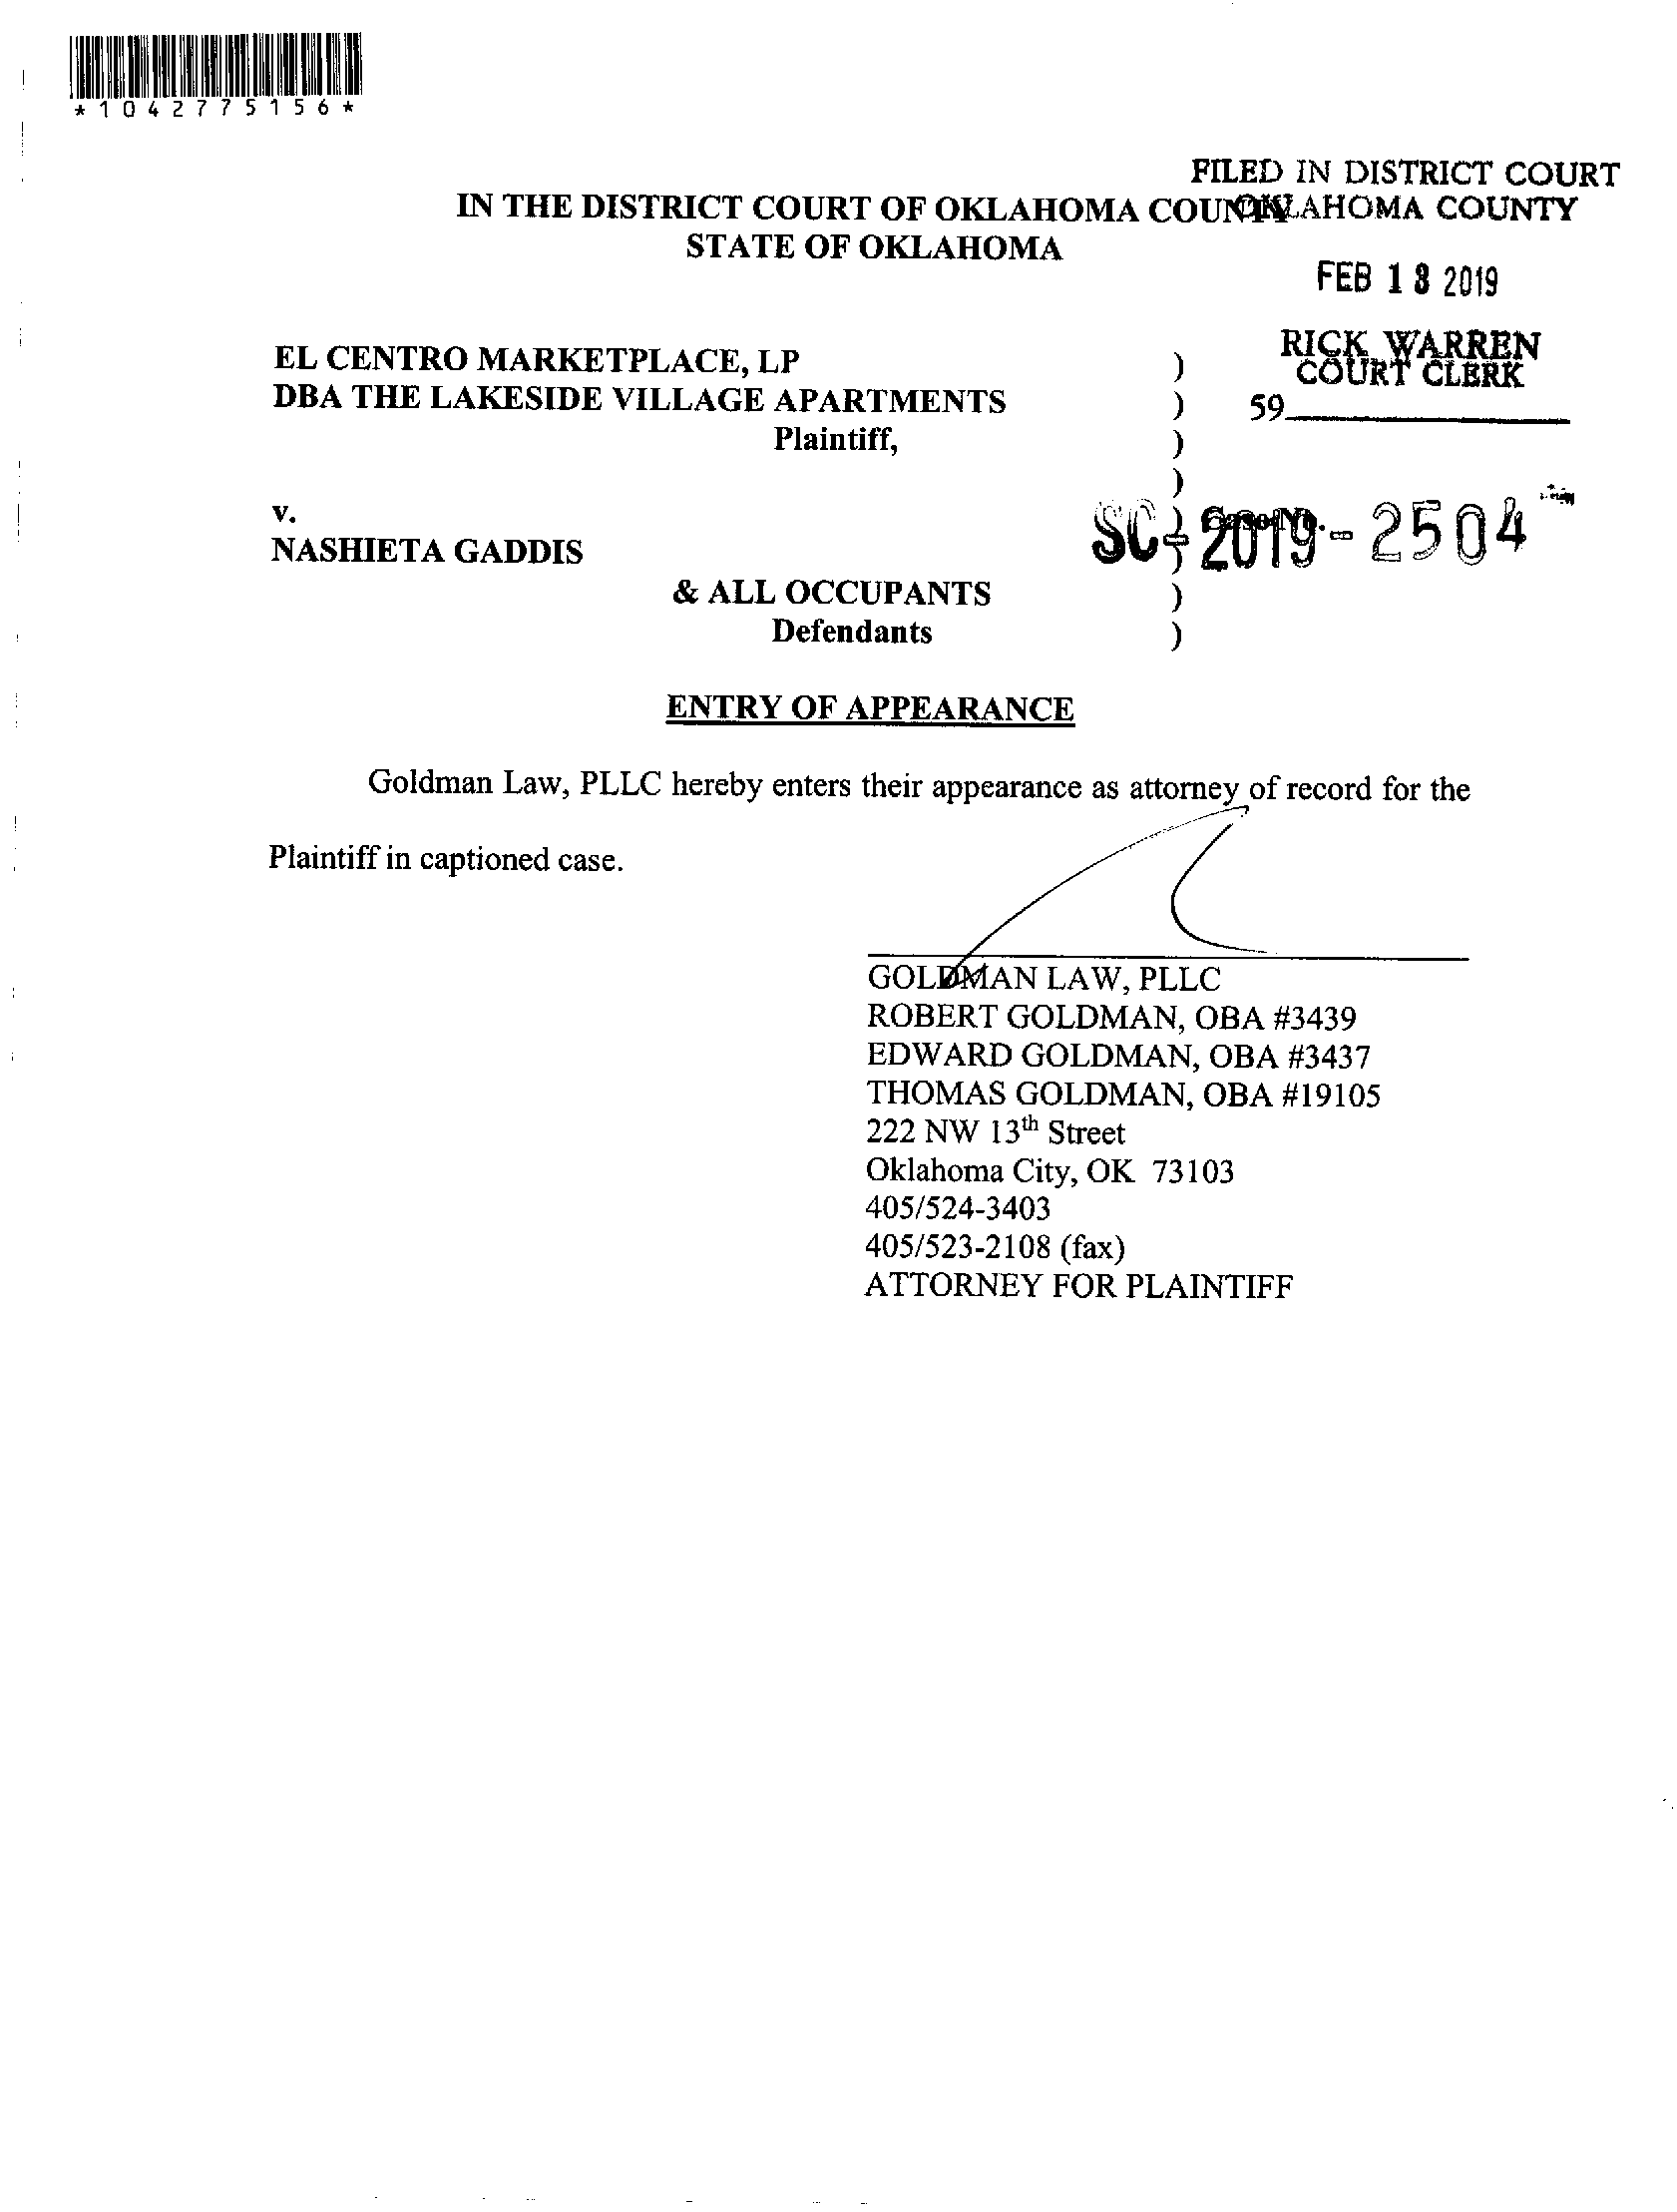 *1042775156*
FILED IN DISTRICT COURT
OKLAHOMA COUNTY
IN THE DISTRICT COURT OF OKLAHOMA COUNTY
STATE OF OKLAHOMA
FEB 13 2019
RICK WARREN
COURT CLERK
59
EL CENTRO MARKETPLACE, LP )
DBA THE LAKESIDE VILLAGE APARTMENTS )
Plaintiff, )
)
v. ) Case No.
SC-2019-2504
NASHIETA GADDIS )
& ALL OCCUPANTS )
Defendants )
ENTRY OF APPEARANCE
Goldman Law, PLLC hereby enters their appearance as attorney of record for the
Plaintiff in captioned case.
GOLDMAN LAW, PLLC
ROBERT GOLDMAN, OBA #3439
EDWARD GOLDMAN, OBA #3437
THOMAS GOLDMAN, OBA #19105
222 NW 13th Street
Oklahoma City, OK 73103
405/524-3403
405/523-2108 (fax)
ATTORNEY FOR PLAINTIFF